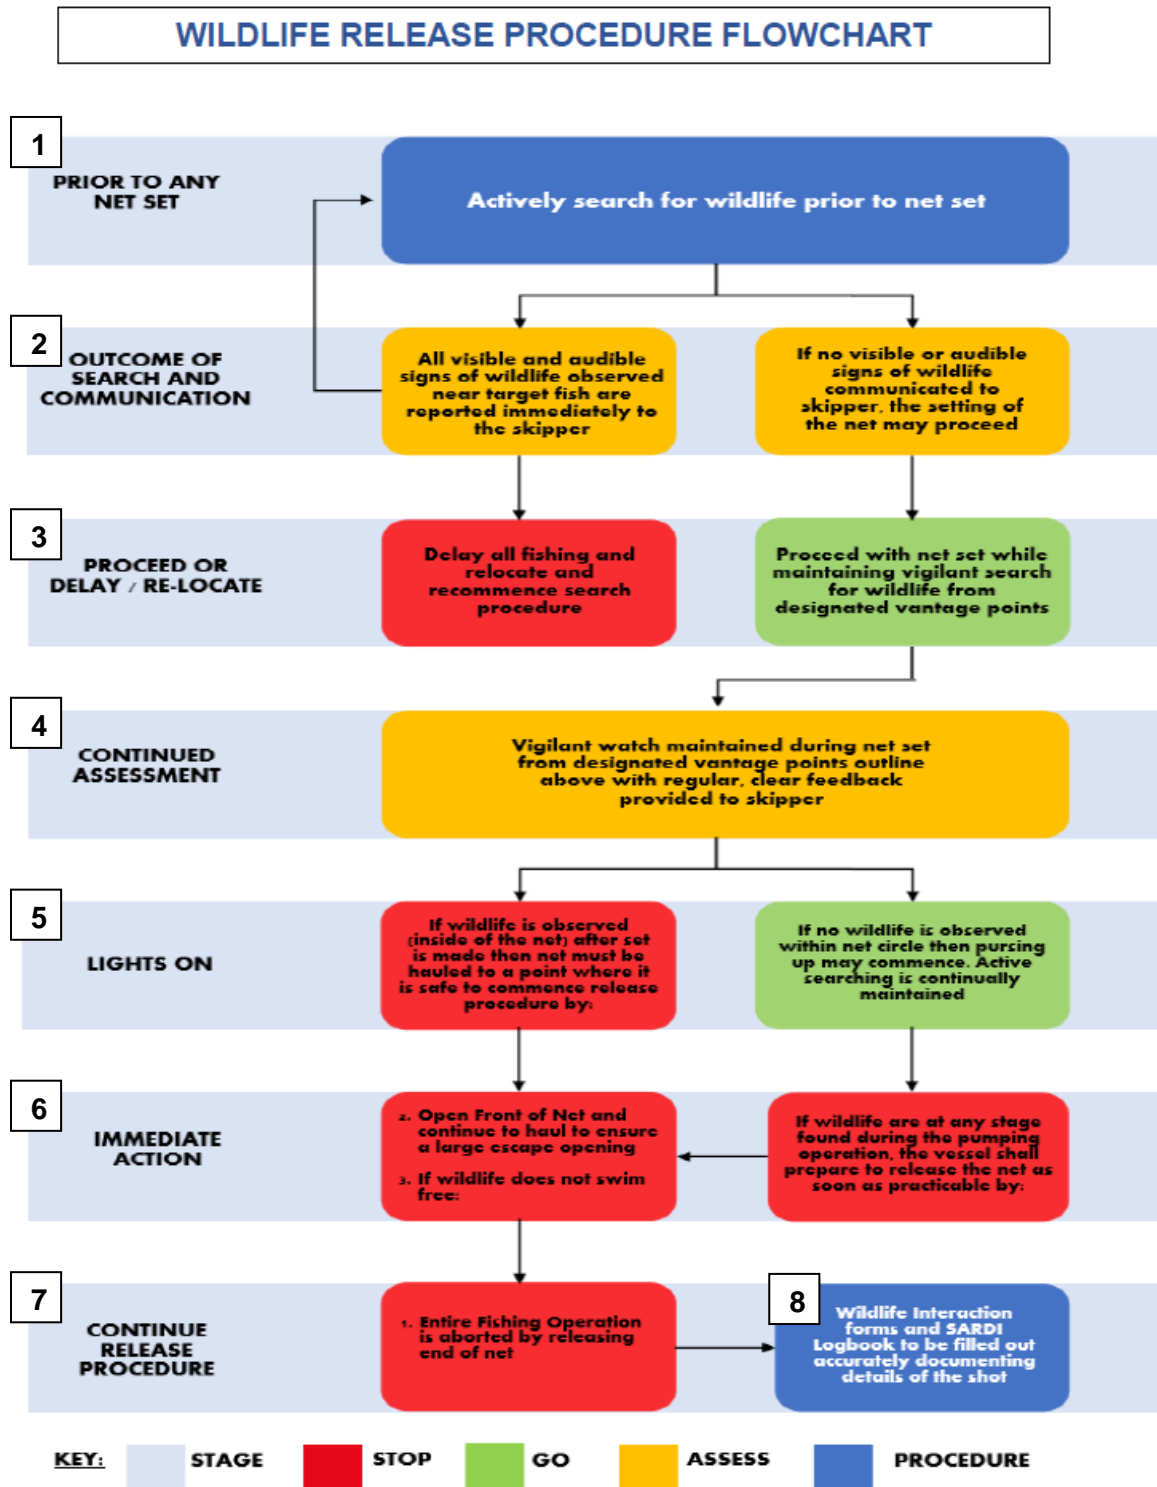 WILDLIFE RELEASE PROCEDURE FLOWCHART
1
PRIOR TO ANY
NET SET
Actively search for wildlife prior to net set
2
OUTCOME OF
SEARCH AND
COMMUNICATION
All visible and audible
signs of wildlife observed
near target fish are
reported immediately to
the skipper
If no visible or audible
signs of wildlife
communicated to
skipper, the setting of
the net may proceed
3
PROCEED OR
DELAY / RE-LOCATE
Delay all fishing and
relocate and
recommence search
procedure
Proceed with net set while
maintaining vigilant search
for wildlife from
designated vantage points
4
CONTINUED
ASSESSMENT
Vigilant watch maintained during net set
from designated vantage points outline
above with regular, clear feedback
provided to skipper
5
LIGHTS ON
If wildlife is observed
(inside of the net) after set
is made then net must be
hauled to a point where it
is safe to commence release
procedure by:
If no wildlife is observed
within net circle then pursing
up may commence. Active
searching is continually
maintained
6
IMMEDIATE
ACTION
2. Open Front of Net and
continue to haul to ensure
a large escape opening
3. If wildlife does not swim
free:
If wildlife are at any stage
found during the pumping
operation, the vessel shall
prepare to release the net as
soon as practicable by:
7
CONTINUE
RELEASE
PROCEDURE
1. Entire Fishing Operation
is aborted by releasing
end of net
8
Wildlife Interaction
forms and SARDI
Logbook to be filled out
accurately documenting
details of the shot
KEY:
STAGE
STOP
GO
ASSESS
PROCEDURE